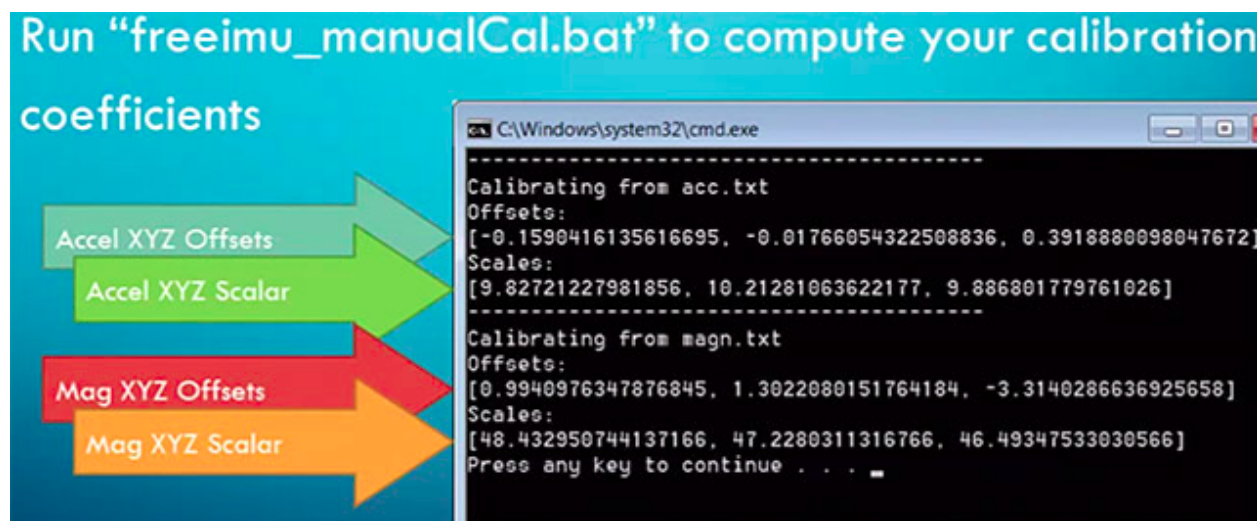 Run “freeimu_manualCal.bat” to compute your calibration
coefficients
C:\Windows\system32\cmd.exe
-----------------------------------------
Calibrating from acc.txt
Offsets:
[-0.1590416135616695, -0.01766054322508836, 0.3918880098047672]
Scales:
[9.82721227981856, 10.21281063622177, 9.886801779761026]
-----------------------------------------
Calibrating from magn.txt
Offsets:
[0.9940976347876845, 1.3022080151764184, -3.3140286636925658]
Scales:
[48.432950744137166, 47.2280311316766, 46.49347533030566]
Press any key to continue . . .
Accel XYZ Offsets
Accel XYZ Scalar
Mag XYZ Offsets
Mag XYZ Scalar